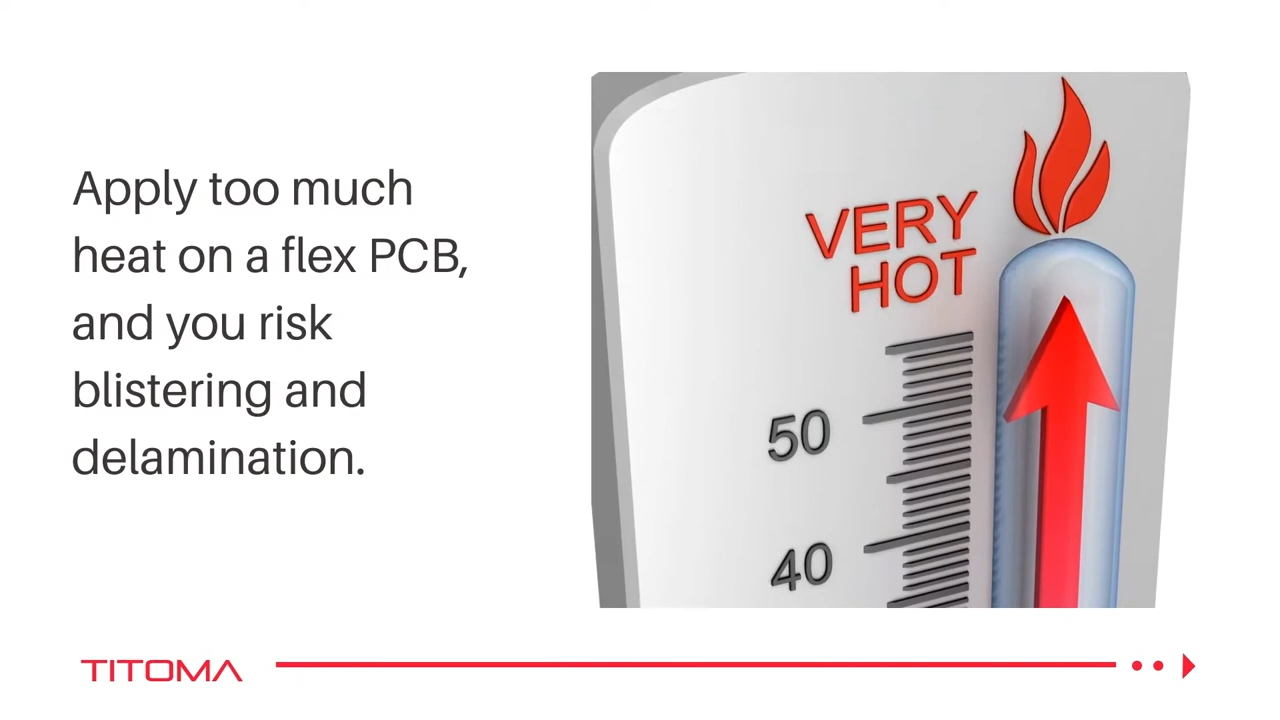 Apply too much
heat on a flex PCB,
and you risk
blistering and
delamination.
VERY
HOT
50
40
TITOMA